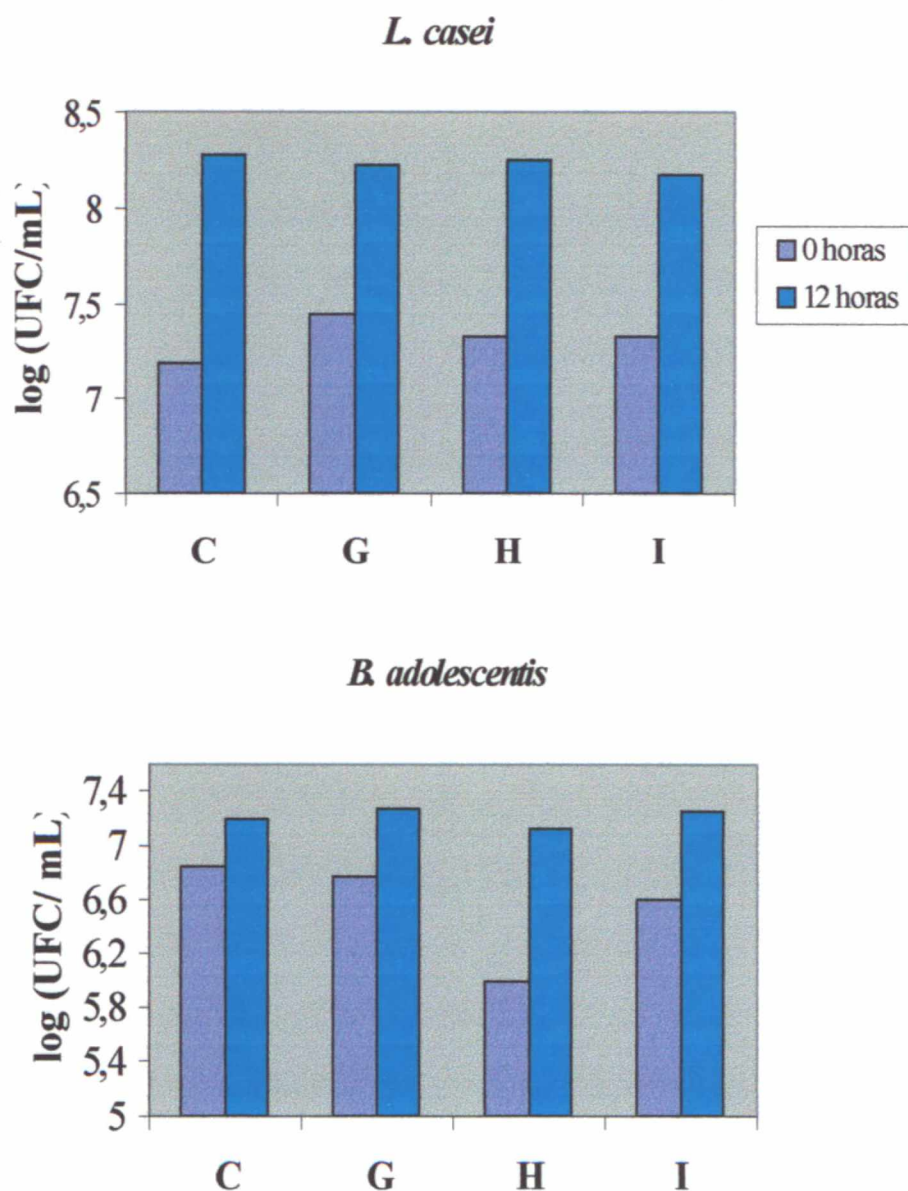 L. casei
log (UFC/mL)
8,5
8
7,5
7
6,5
C G H I
0 horas
12 horas
B. adolescentis
log (UFC/ mL)
7,4
7
6,6
6,2
5,8
5,4
5
C G H I